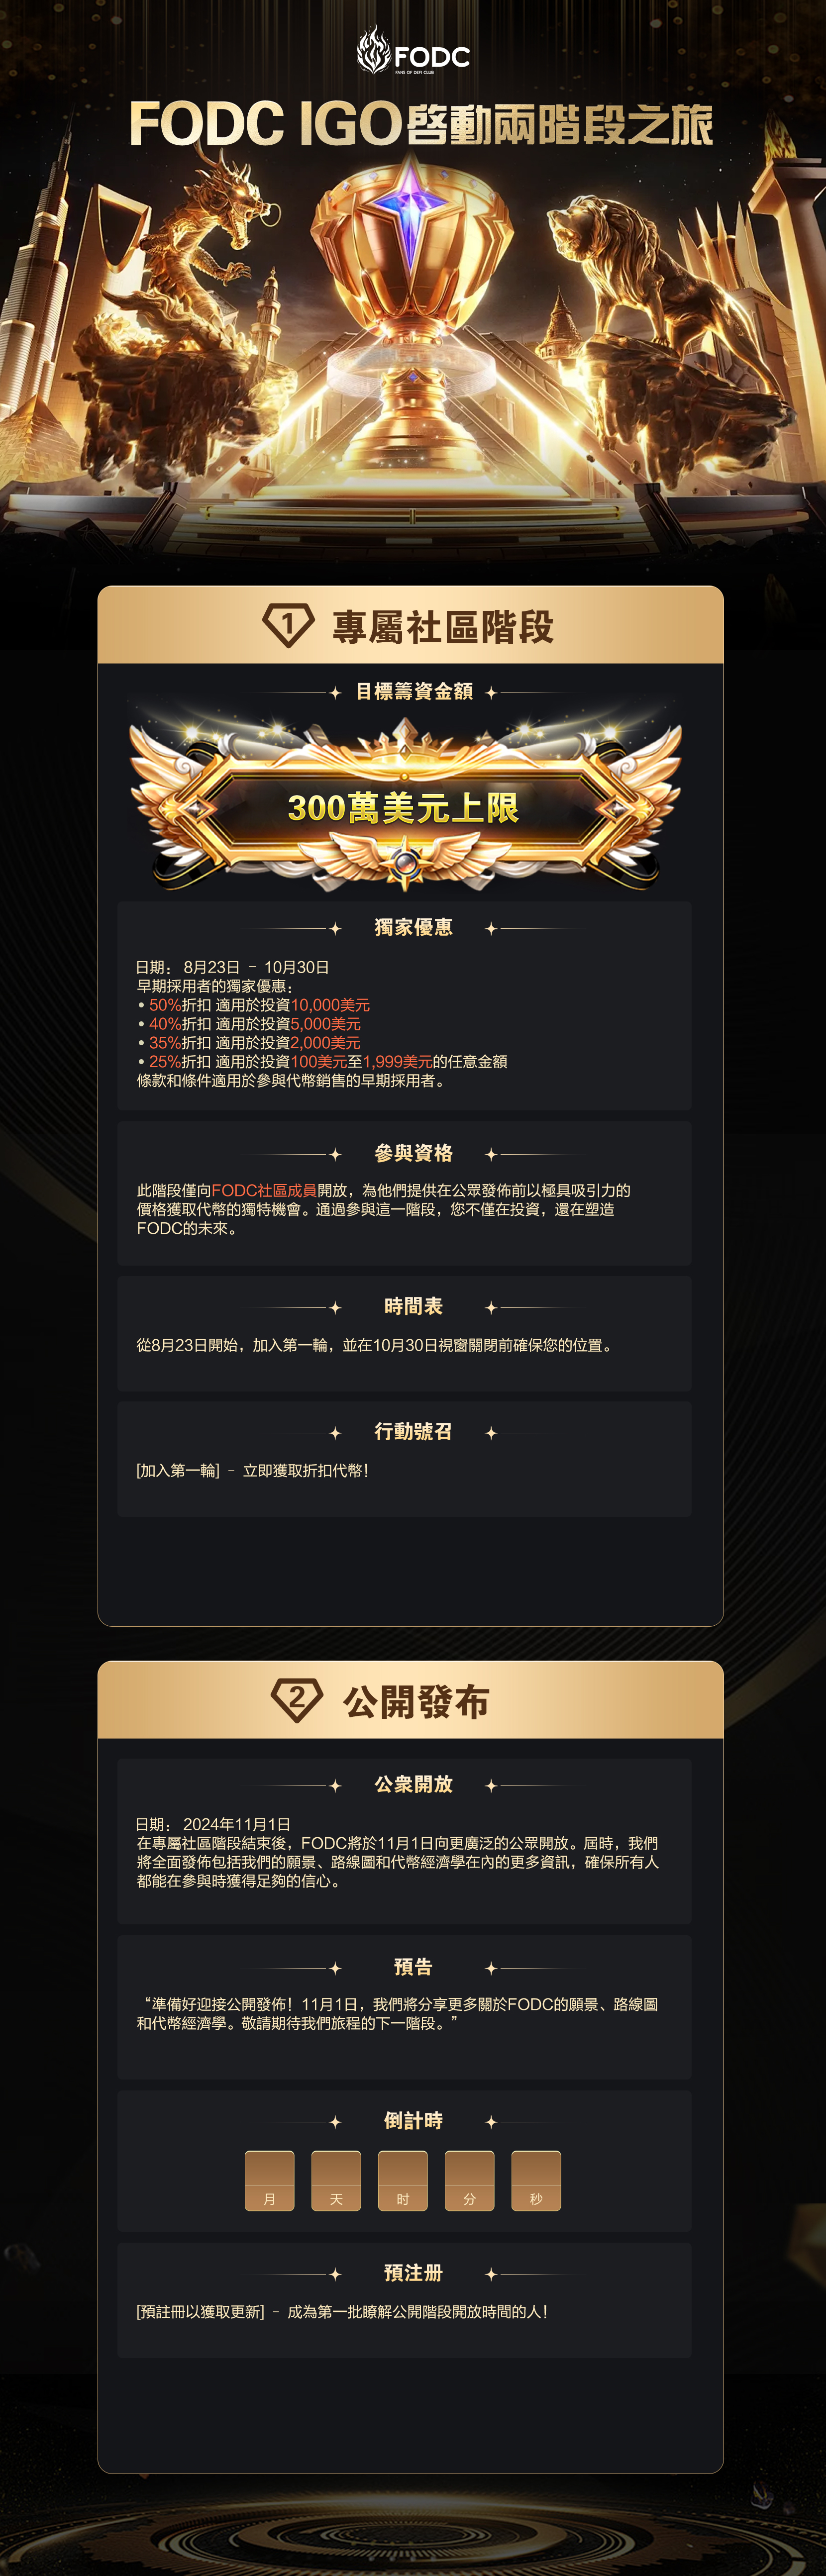 FODC
FANS OF DEFI CLUB
FODC IGO啓動兩階段之旅
1 專屬社區階段
目標籌資金額
300萬美元上限
獨家優惠
日期： 8月23日 – 10月30日
早期採用者的獨家優惠：
• 50%折扣 適用於投資10,000美元
• 40%折扣 適用於投資5,000美元
• 35%折扣 適用於投資2,000美元
• 25%折扣 適用於投資100美元至1,999美元的任意金額
條款和條件適用於參與代幣銷售的早期採用者。
參與資格
此階段僅向FODC社區成員開放，為他們提供在公眾發佈前以極具吸引力的
價格獲取代幣的獨特機會。通過參與這一階段，您不僅在投資，還在塑造
FODC的未來。
時間表
從8月23日開始，加入第一輪，並在10月30日視窗關閉前確保您的位置。
行動號召
[加入第一輪] – 立即獲取折扣代幣！
2 公開發布
公衆開放
日期： 2024年11月1日
在專屬社區階段結束後，FODC將於11月1日向更廣泛的公眾開放。屆時，我們
將全面發佈包括我們的願景、路線圖和代幣經濟學在內的更多資訊，確保所有人
都能在參與時獲得足夠的信心。
預告
“準備好迎接公開發佈！11月1日，我們將分享更多關於FODC的願景、路線圖
和代幣經濟學。敬請期待我們旅程的下一階段。”
倒計時
月 天 时 分 秒
預注册
[預註冊以獲取更新] – 成為第一批瞭解公開階段開放時間的人！